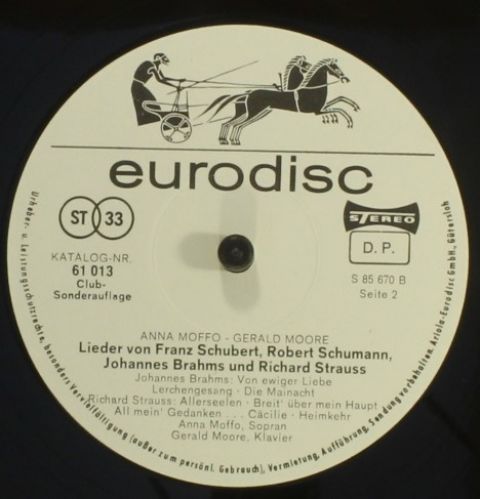 eurodisc
ST 33
STEREO
D. P.
KATALOG-NR.
61 013
Club-
Sonderauflage
S 85 670 B
Seite 2
ANNA MOFFO - GERALD MOORE
Lieder von Franz Schubert, Robert Schumann,
Johannes Brahms und Richard Strauss
Johannes Brahms: Von ewiger Liebe
Lerchengesang · Die Mainacht
Richard Strauss: Allerseelen · Breit' über mein Haupt
All mein' Gedanken . . . Cäcilie · Heimkehr
Anna Moffo, Sopran
Gerald Moore, Klavier
Urheber- u. Leistungsschutzrechte, besonders Vervielfältigung (außer zum persönl. Gebrauch), Vermietung, Aufführung, Sendung vorbehalten. Ariola-Eurodisc GmbH., Gütersloh